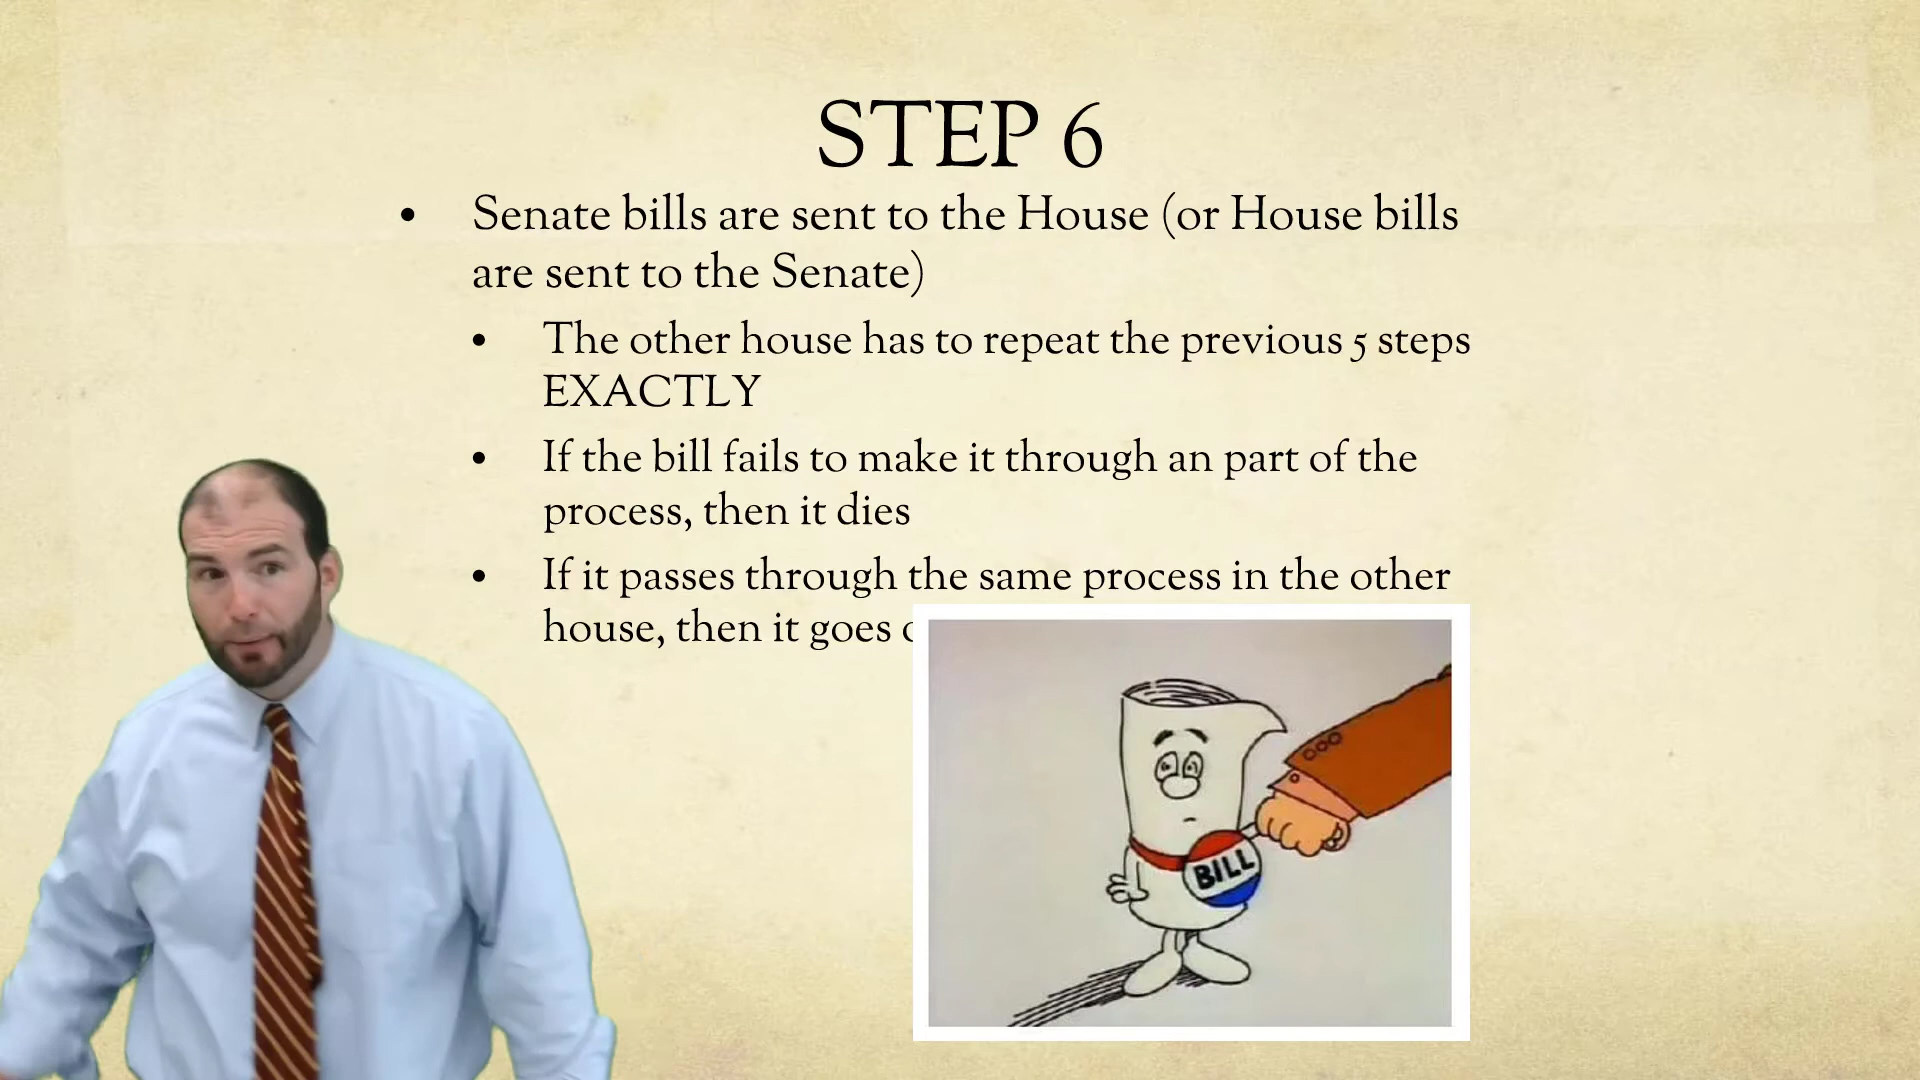 STEP 6
• Senate bills are sent to the House (or House bills
are sent to the Senate)
• The other house has to repeat the previous 5 steps
EXACTLY
• If the bill fails to make it through an part of the
process, then it dies
• If it passes through the same process in the other
house, then it goes
BILL